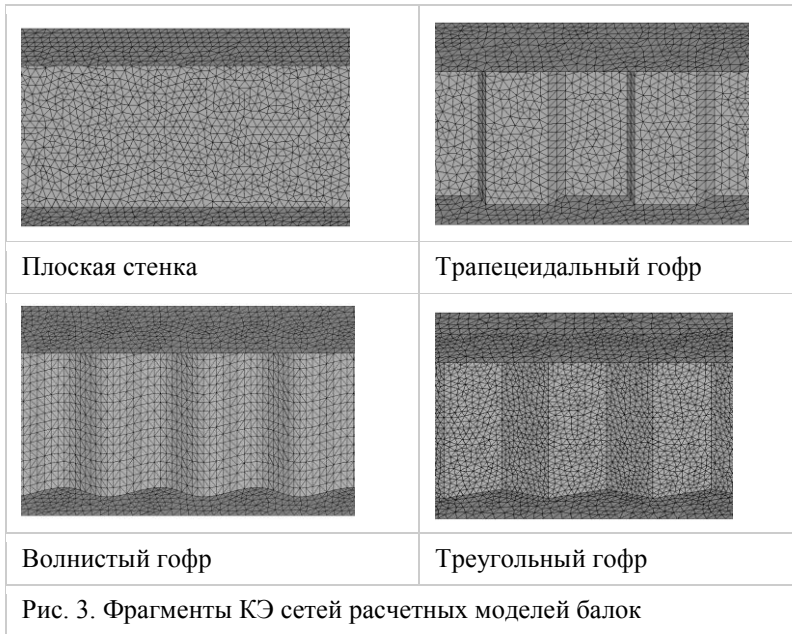 Плоская стенка
Трапецеидальный гофр
Волнистый гофр
Треугольный гофр
Рис. 3. Фрагменты КЭ сетей расчетных моделей балок